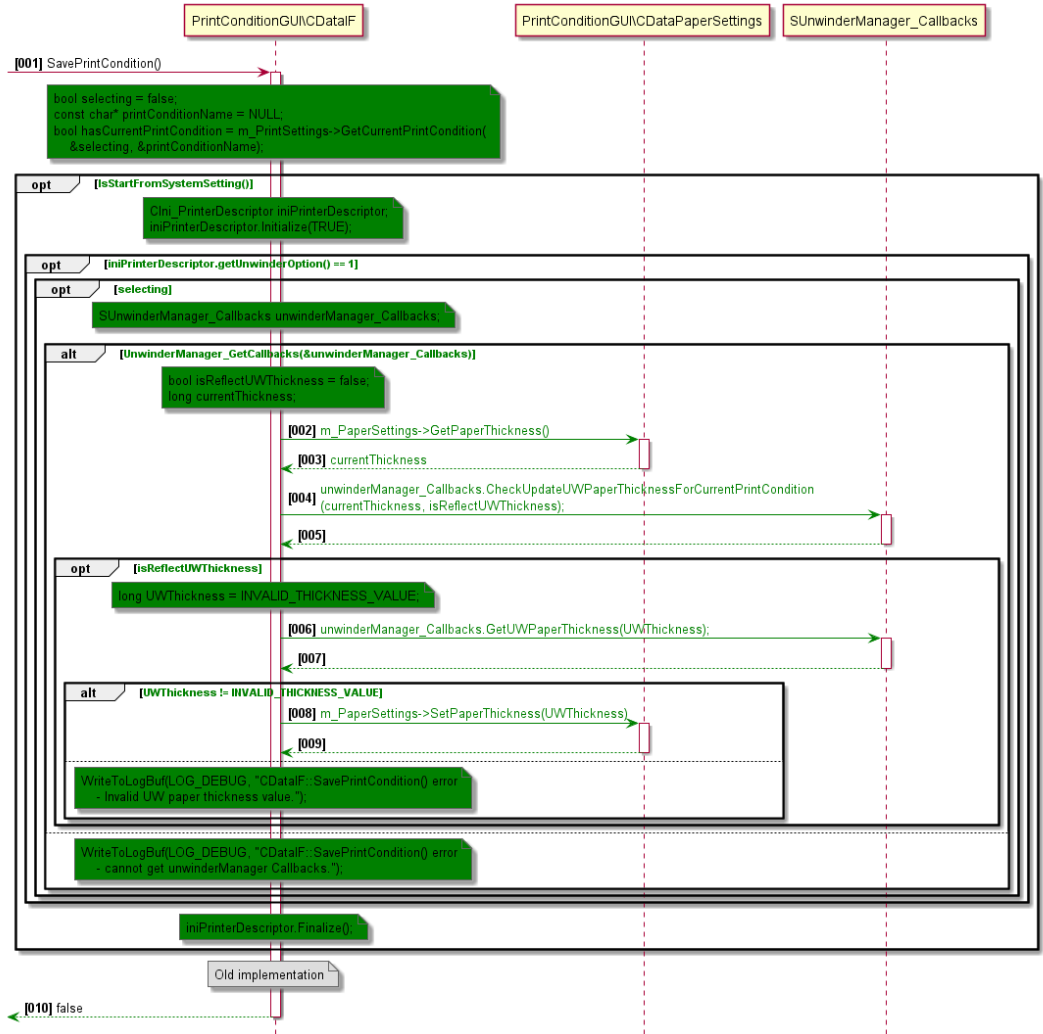 PrintConditionGUI\CDataIF
PrintConditionGUI\CDataPaperSettings
SUnwinderManager_Callbacks
[001] SavePrintCondition()
bool selecting = false;
const char* printConditionName = NULL;
bool hasCurrentPrintCondition = m_PrintSettings->GetCurrentPrintCondition(
&selecting, &printConditionName);
opt [IsStartFromSystemSetting()]
CIni_PrinterDescriptor iniPrinterDescriptor;
iniPrinterDescriptor.Initialize(TRUE);
opt [iniPrinterDescriptor.getUnwinderOption() == 1]
opt [selecting]
SUnwinderManager_Callbacks unwinderManager_Callbacks;
alt [UnwinderManager_GetCallbacks(&unwinderManager_Callbacks)]
bool isReflectUWThickness = false;
long currentThickness;
[002] m_PaperSettings->GetPaperThickness()
[003] currentThickness
[004] unwinderManager_Callbacks.CheckUpdateUWPaperThicknessForCurrentPrintCondition
(currentThickness, isReflectUWThickness);
[005]
opt [isReflectUWThickness]
long UWThickness = INVALID_THICKNESS_VALUE;
[006] unwinderManager_Callbacks.GetUWPaperThickness(UWThickness);
[007]
alt [UWThickness != INVALID_THICKNESS_VALUE]
[008] m_PaperSettings->SetPaperThickness(UWThickness)
[009]
WriteToLogBuf(LOG_DEBUG, "CDataIF::SavePrintCondition() error
- Invalid UW paper thickness value.");
WriteToLogBuf(LOG_DEBUG, "CDataIF::SavePrintCondition() error
- cannot get unwinderManager Callbacks.");
iniPrinterDescriptor.Finalize();
Old implementation
[010] false